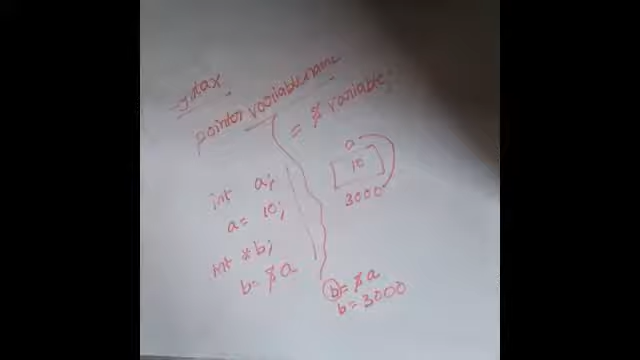 syntax
pointer variable name = & variable;
int a;
a = 10;
int *b;
b = & a
a
10
3000
b = & a
b = 3000